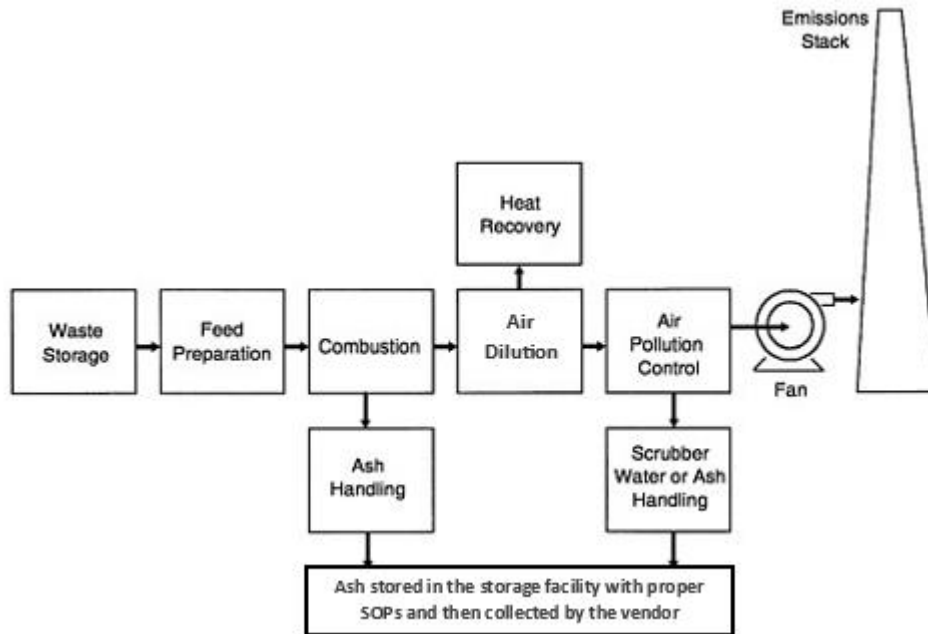 Emissions
Stack
Heat
Recovery
Waste
Storage
Feed
Preparation
Combustion
Air
Dilution
Air
Pollution
Control
Fan
Ash
Handling
Scrubber
Water or Ash
Handling
Ash stored in the storage facility with proper
SOPs and then collected by the vendor